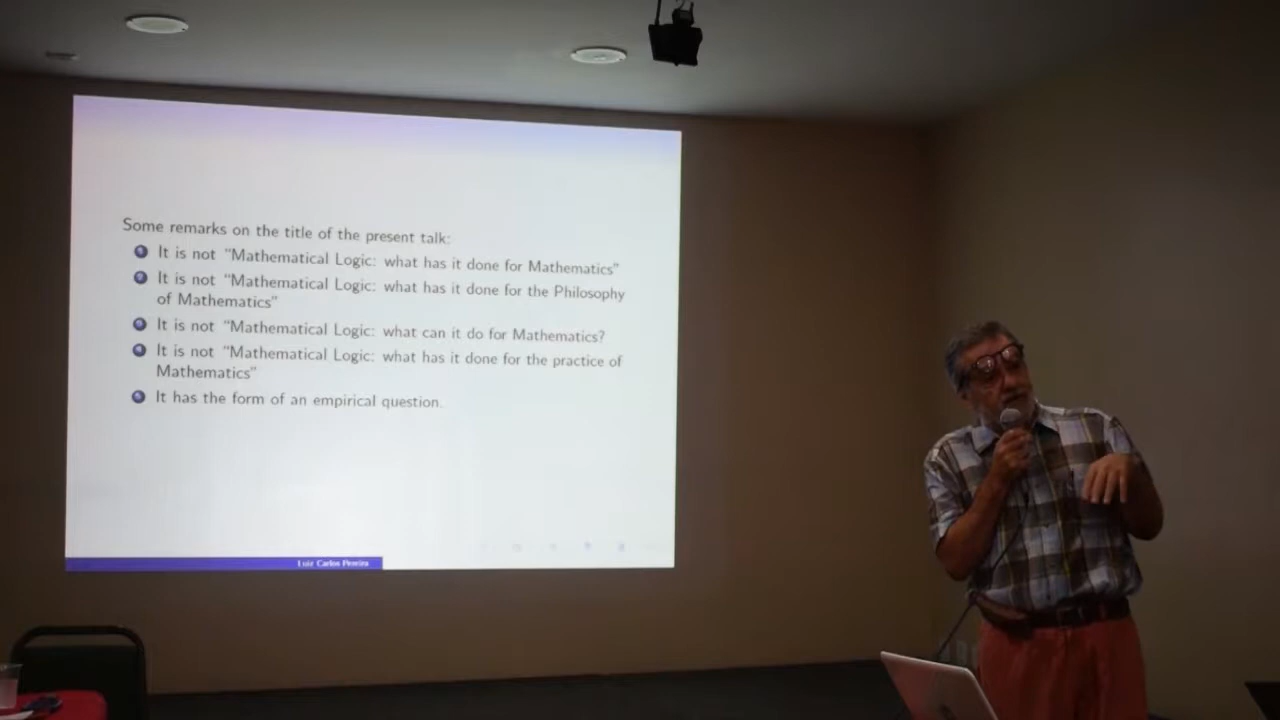 Some remarks on the title of the present talk:
It is not “Mathematical Logic: what has it done for Mathematics”
It is not “Mathematical Logic: what has it done for the Philosophy
of Mathematics”
It is not “Mathematical Logic: what can it do for Mathematics?
It is not “Mathematical Logic: what has it done for the practice of
Mathematics”
It has the form of an empirical question.
Luiz Carlos Pereira